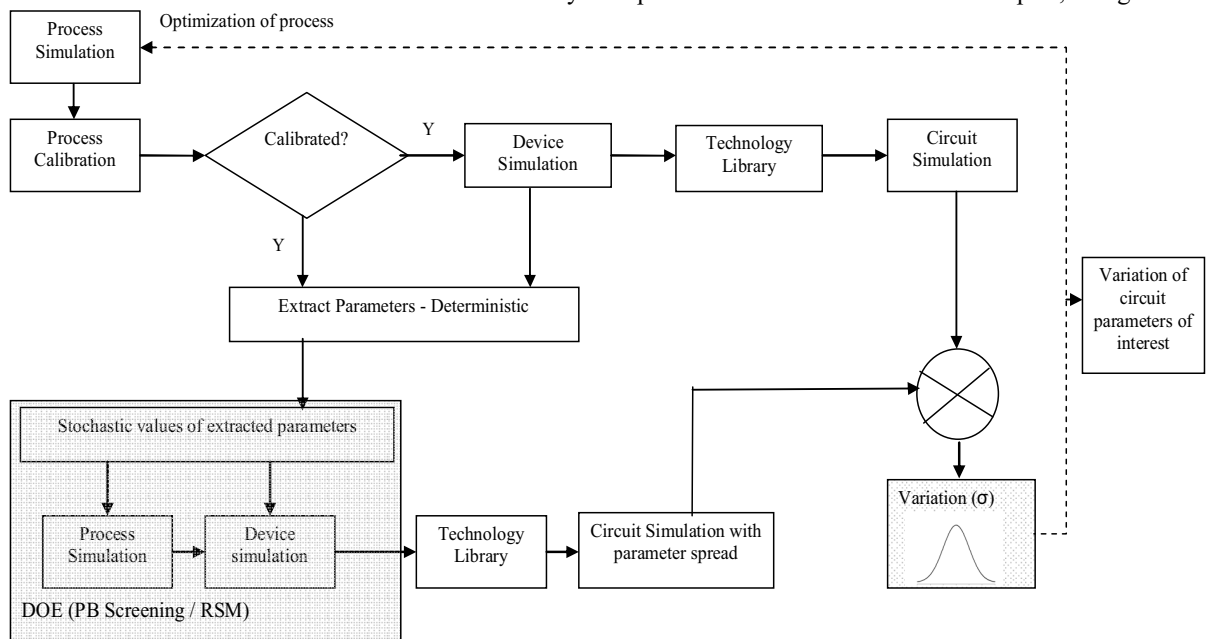 Process
Simulation
Optimization of process
Process
Calibration
Calibrated?
Y
Device
Simulation
Technology
Library
Circuit
Simulation
Y
Extract Parameters - Deterministic
Variation of
circuit
parameters of
interest
Stochastic values of extracted parameters
Process
Simulation
Device
simulation
Technology
Library
Circuit Simulation with
parameter spread
Variation (σ)
DOE (PB Screening / RSM)